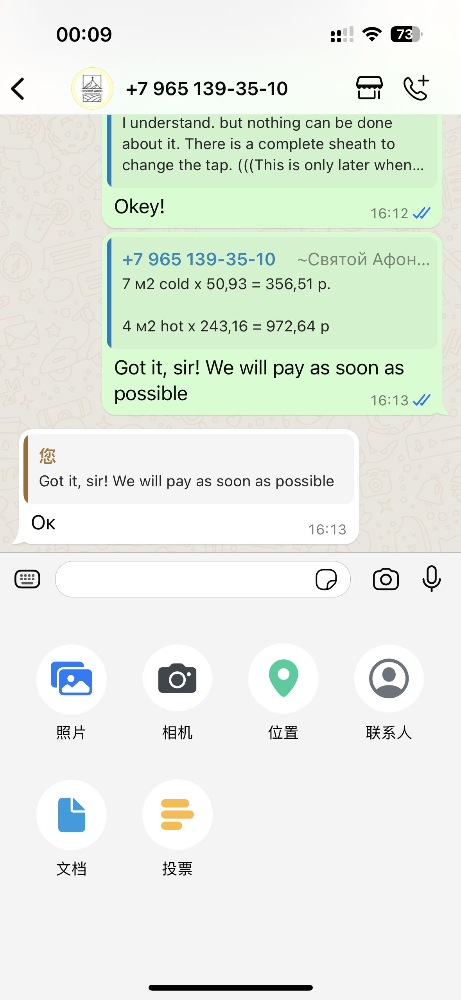 00:09
73
СВЯТОЙ АФОН
+7 965 139-35-10
I understand. but nothing can be done
about it. There is a complete sheath to
change the tap. (((This is only later when...
Okey!
16:12
+7 965 139-35-10 ~Святой Афон...
7 м2 cold x 50,93 = 356,51 р.
4 м2 hot x 243,16 = 972,64 р
Got it, sir! We will pay as soon as
possible
16:13
您
Got it, sir! We will pay as soon as possible
Ок
16:13
照片
相机
位置
联系人
文档
投票